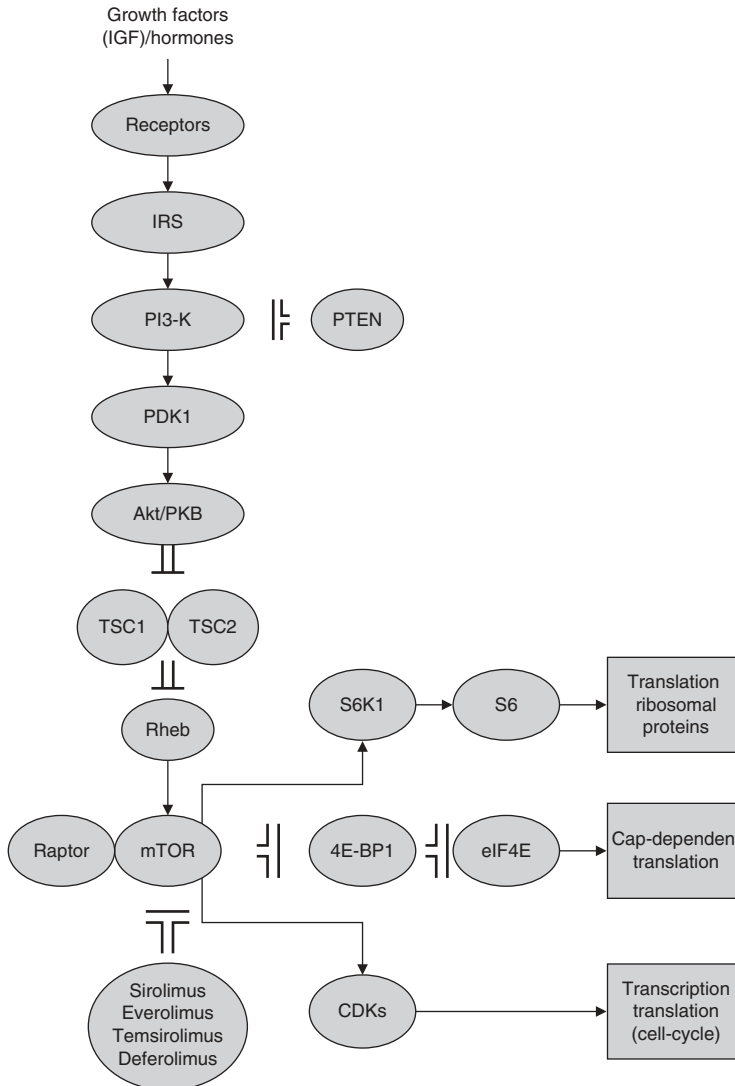 Growth factors
(IGF)/hormones
Receptors
IRS
PI3-K
PTEN
PDK1
Akt/PKB
TSC1
TSC2
Rheb
S6K1
S6
Translation
ribosomal
proteins
Raptor
mTOR
4E-BP1
eIF4E
Cap-dependent
translation
Sirolimus
Everolimus
Temsirolimus
Deferolimus
CDKs
Transcription
translation
(cell-cycle)